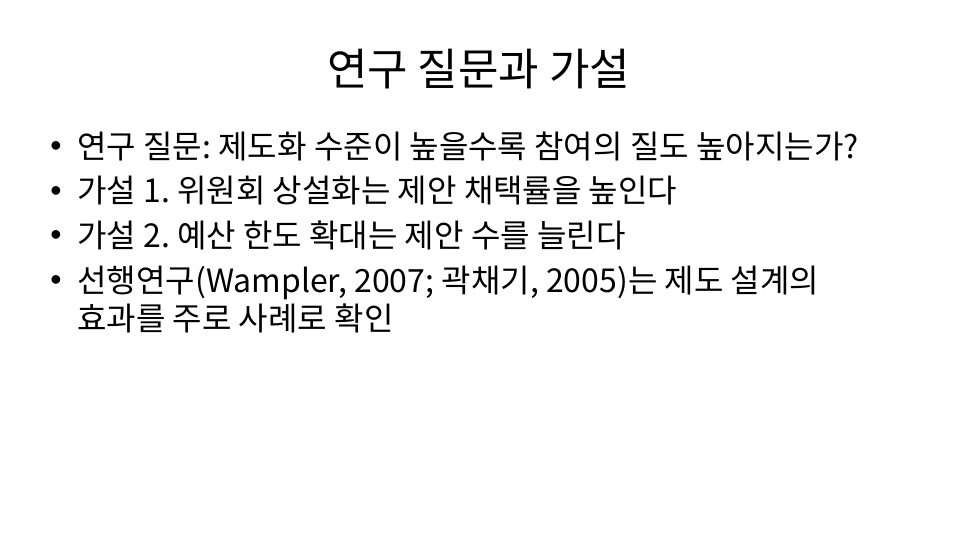 연구 질문과 가설
• 연구 질문: 제도화 수준이 높을수록 참여의 질도 높아지는가?
• 가설 1. 위원회 상설화는 제안 채택률을 높인다
• 가설 2. 예산 한도 확대는 제안 수를 늘린다
• 선행연구(Wampler, 2007; 곽채기, 2005)는 제도 설계의
효과를 주로 사례로 확인